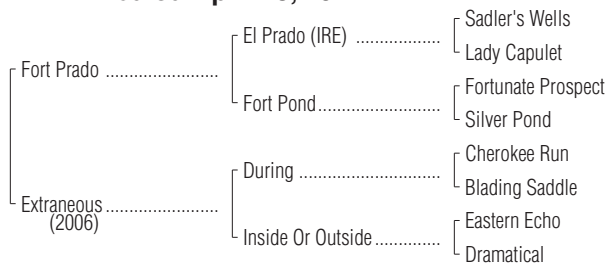 Sadler's Wells
El Prado (IRE) ..................
Lady Capulet
Fort Prado ........................
Fortunate Prospect
Fort Pond..........................
Silver Pond
Cherokee Run
During ..............................
Blading Saddle
Extraneous ........................
(2006)
Eastern Echo
Inside Or Outside................
Dramatical